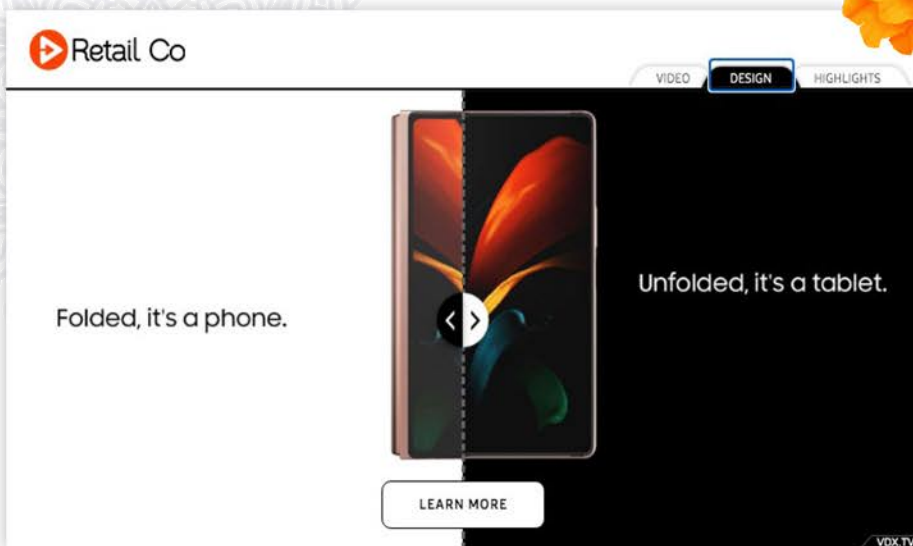 Retail Co
VIDEO
DESIGN
HIGHLIGHTS
Folded, it's a phone.
Unfolded, it's a tablet.
LEARN MORE
VDX.TV